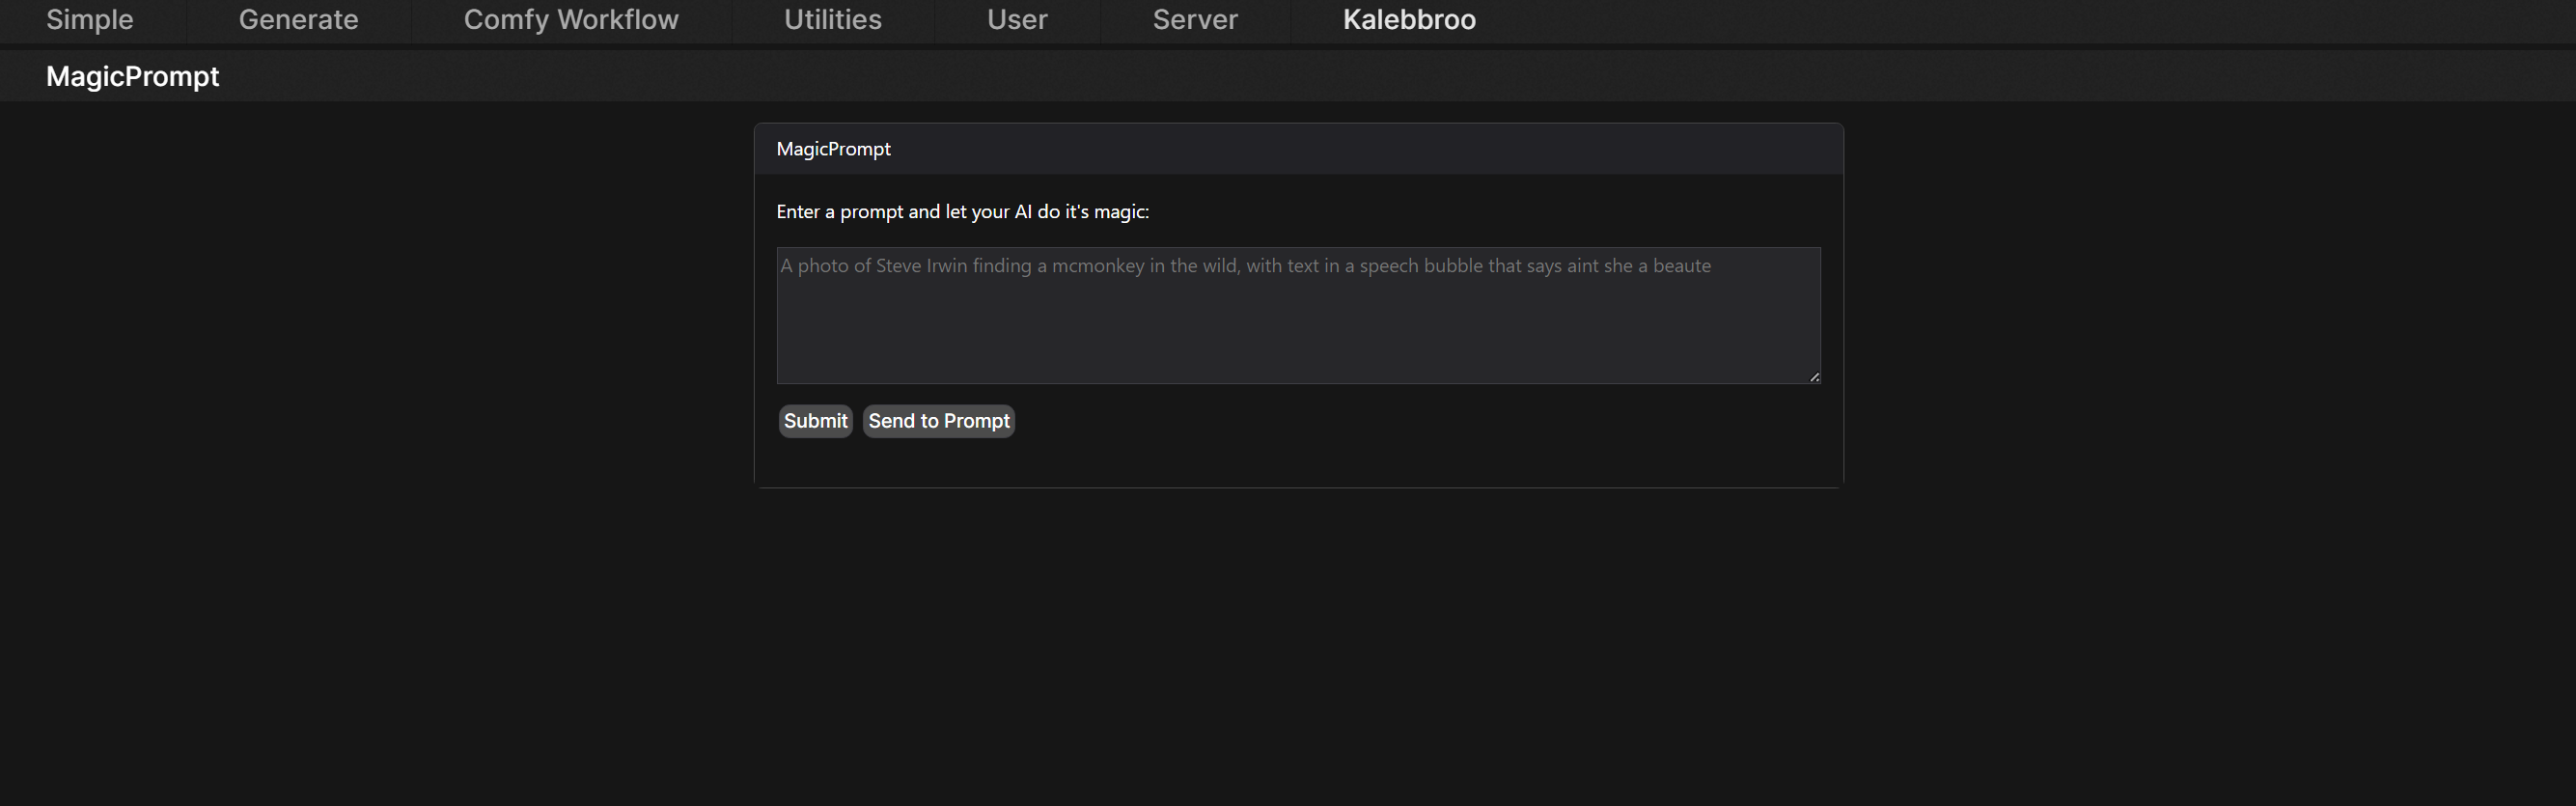 Simple Generate Comfy Workflow Utilities User Server Kalebbroo
MagicPrompt
MagicPrompt
Enter a prompt and let your AI do it's magic:
A photo of Steve Irwin finding a mcmonkey in the wild, with text in a speech bubble that says aint she a beaute
Submit Send to Prompt